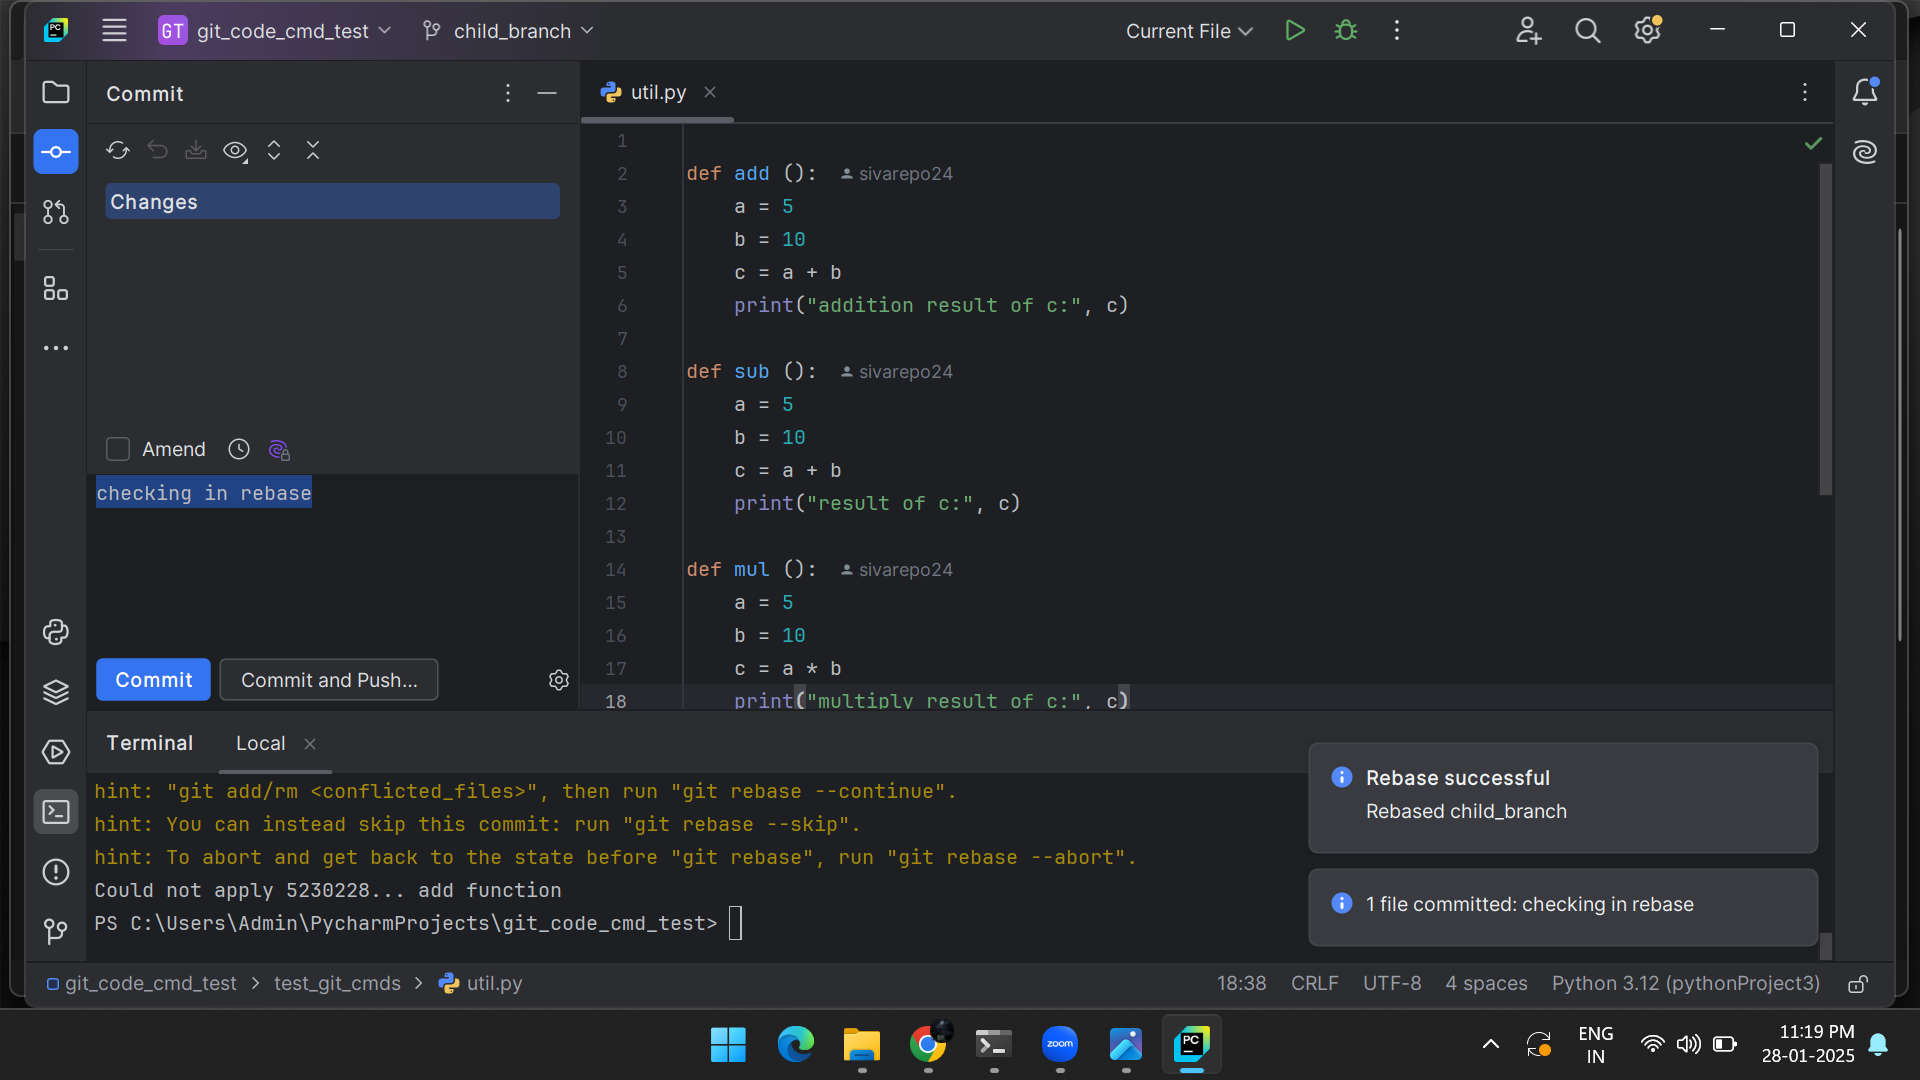 PC
GT git_code_cmd_test
child_branch
Current File
Commit
util.py
Changes
1
2 def add (): sivarepo24
3 a = 5
4 b = 10
5 c = a + b
6 print("addition result of c:", c)
7
8 def sub (): sivarepo24
9 a = 5
10 b = 10
11 c = a + b
12 print("result of c:", c)
13
14 def mul (): sivarepo24
15 a = 5
16 b = 10
17 c = a * b
18 print("multiply result of c:", c)
Amend
checking in rebase
Commit
Commit and Push...
Terminal
Local
hint: "git add/rm <conflicted_files>", then run "git rebase --continue".
hint: You can instead skip this commit: run "git rebase --skip".
hint: To abort and get back to the state before "git rebase", run "git rebase --abort".
Could not apply 5230228... add function
PS C:\Users\Admin\PycharmProjects\git_code_cmd_test>
Rebase successful
Rebased child_branch
1 file committed: checking in rebase
git_code_cmd_test > test_git_cmds > util.py
18:38 CRLF UTF-8 4 spaces Python 3.12 (pythonProject3)
zoom
PC
ENG
IN
11:19 PM
28-01-2025